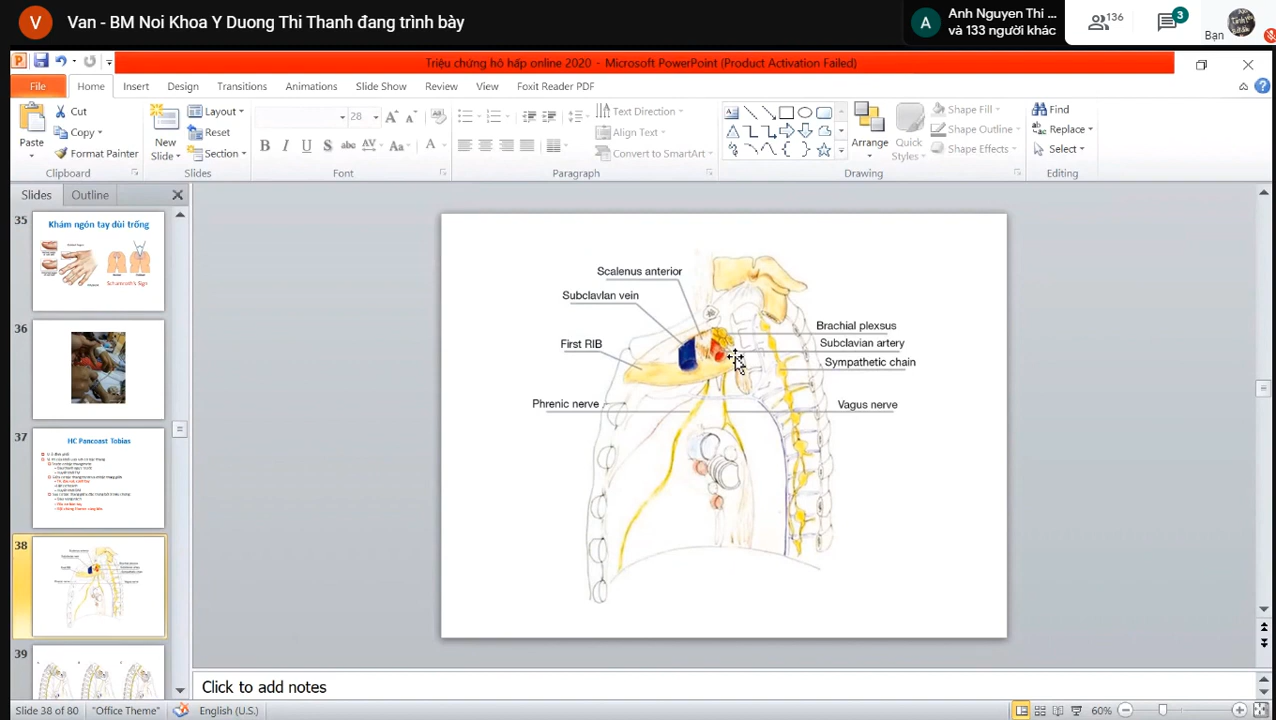 V
Van - BM Noi Khoa Y Duong Thi Thanh đang trình bày
A
Anh Nguyen Thi ...
và 133 người khác
136
3
Bạn
Triệu chứng hô hấp online 2020 - Microsoft PowerPoint (Product Activation Failed)
File
Home
Insert
Design
Transitions
Animations
Slide Show
Review
View
Foxit Reader PDF
Paste
Cut
Copy
Format Painter
Clipboard
New
Slide
Layout
Reset
Section
Slides
28
B I U S abc AV Aa A
Font
Text Direction
Align Text
Convert to SmartArt
Paragraph
Arrange
Quick
Styles
Shape Fill
Shape Outline
Shape Effects
Drawing
Find
Replace
Select
Editing
Slides
Outline
35
Khám ngón tay dùi trống
36
37
HC Pancoast Tobias
38
39
Scalenus anterior
Subclavian vein
First RIB
Phrenic nerve
Brachial plexsus
Subclavian artery
Sympathetic chain
Vagus nerve
Click to add notes
Slide 38 of 80
"Office Theme"
English (U.S.)
60%